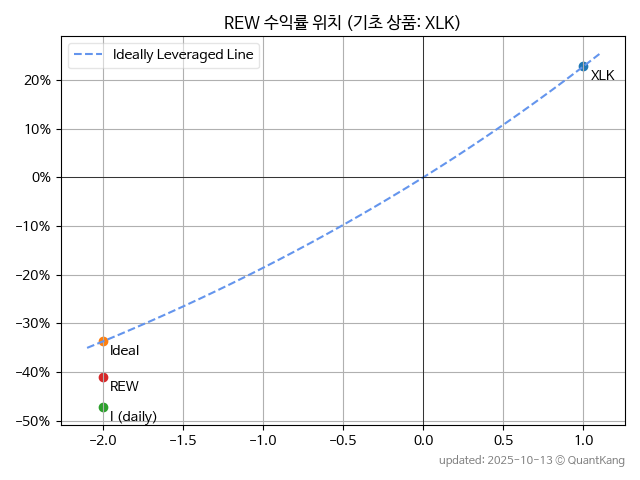 REW 수익률 위치 (기초 상품: XLK)
Ideally Leveraged Line
XLK
20%
10%
0%
−10%
−20%
−30%
−40%
−50%
Ideal
REW
I (daily)
−2.0 −1.5 −1.0 −0.5 0.0 0.5 1.0
updated: 2025-10-13 © QuantKang